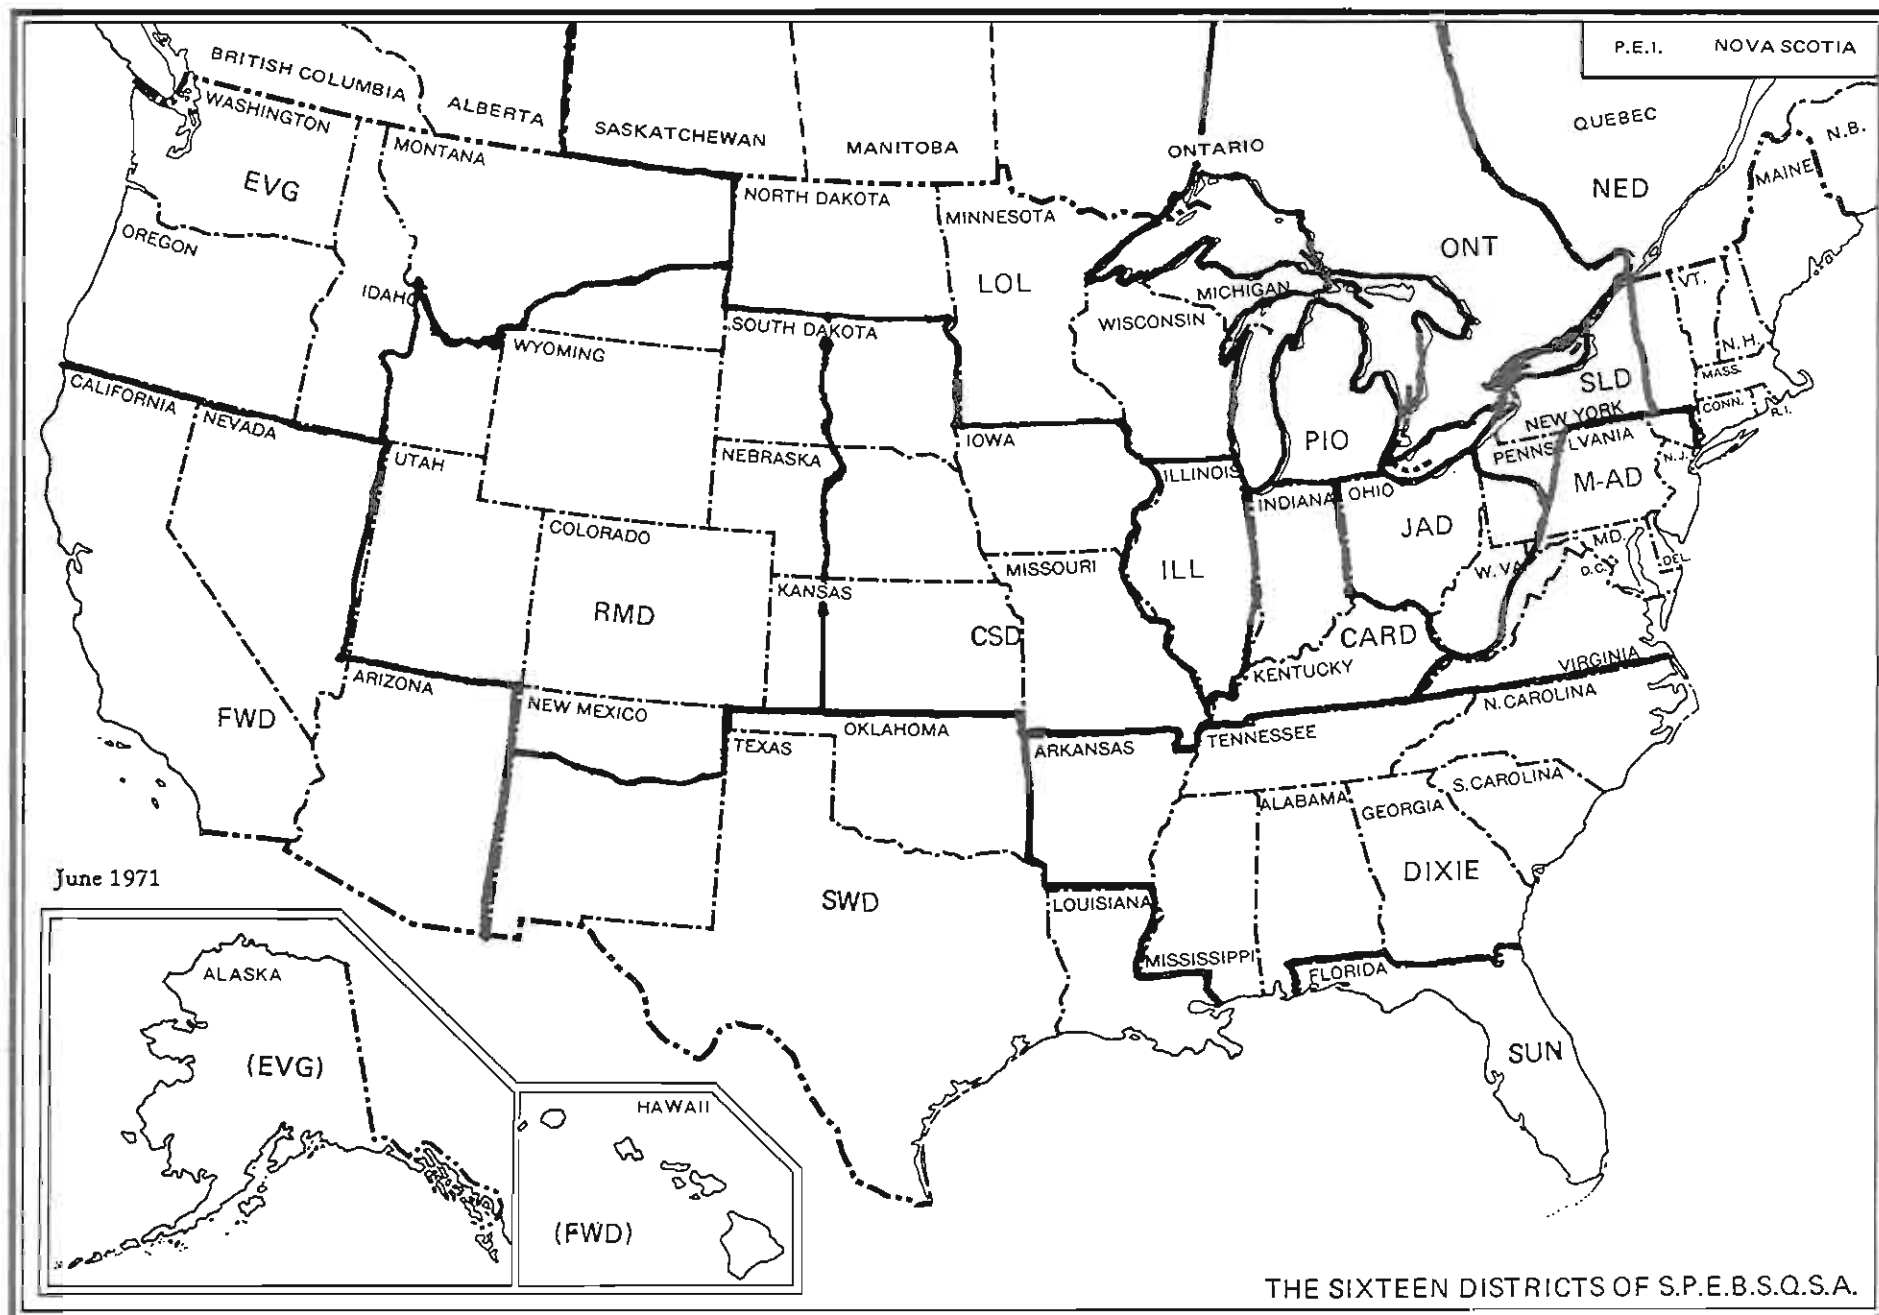 P.E.I. NOVA SCOTIA
BRITISH COLUMBIA
ALBERTA
SASKATCHEWAN
MANITOBA
ONTARIO
QUEBEC
N.B.
WASHINGTON
MONTANA
NORTH DAKOTA
MINNESOTA
MAINE
EVG
NED
OREGON
ONT
IDAHO
LOL
MICHIGAN
VT.
SOUTH DAKOTA
WISCONSIN
WYOMING
N.H.
CALIFORNIA
NEVADA
MASS.
SLD
CONN.
R.I.
NEW YORK
IOWA
PIO
PENNSYLVANIA
UTAH
NEBRASKA
N.J.
ILLINOIS
INDIANA
OHIO
M-AD
COLORADO
JAD
MD.
MISSOURI
ILL
W.VA
D.C.
DEL.
KANSAS
RMD
CSD
CARD
KENTUCKY
VIRGINIA
ARIZONA
N.CAROLINA
FWD
NEW MEXICO
OKLAHOMA
TENNESSEE
TEXAS
ARKANSAS
S.CAROLINA
ALABAMA
GEORGIA
June 1971
DIXIE
SWD
LOUISIANA
MISSISSIPPI
FLORIDA
ALASKA
(EVG)
SUN
HAWAII
(FWD)
THE SIXTEEN DISTRICTS OF S.P.E.B.S.Q.S.A.